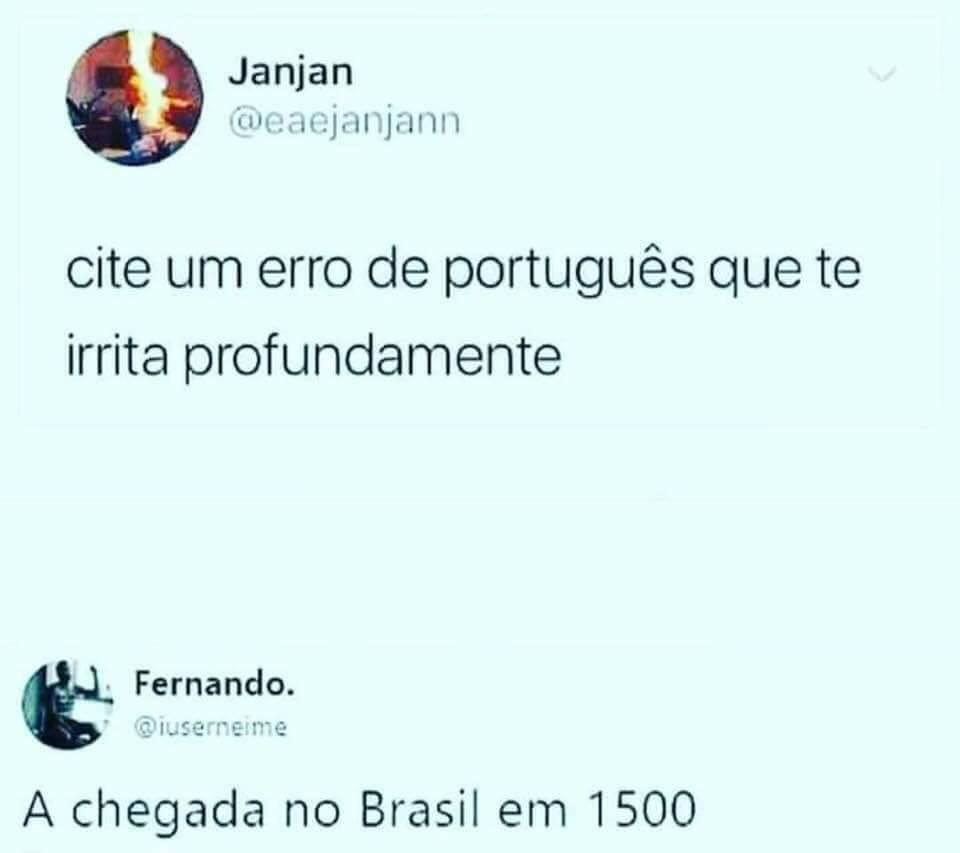 Janjan
@eaejanjann
cite um erro de português que te
irrita profundamente
Fernando.
@iuserneime
A chegada no Brasil em 1500